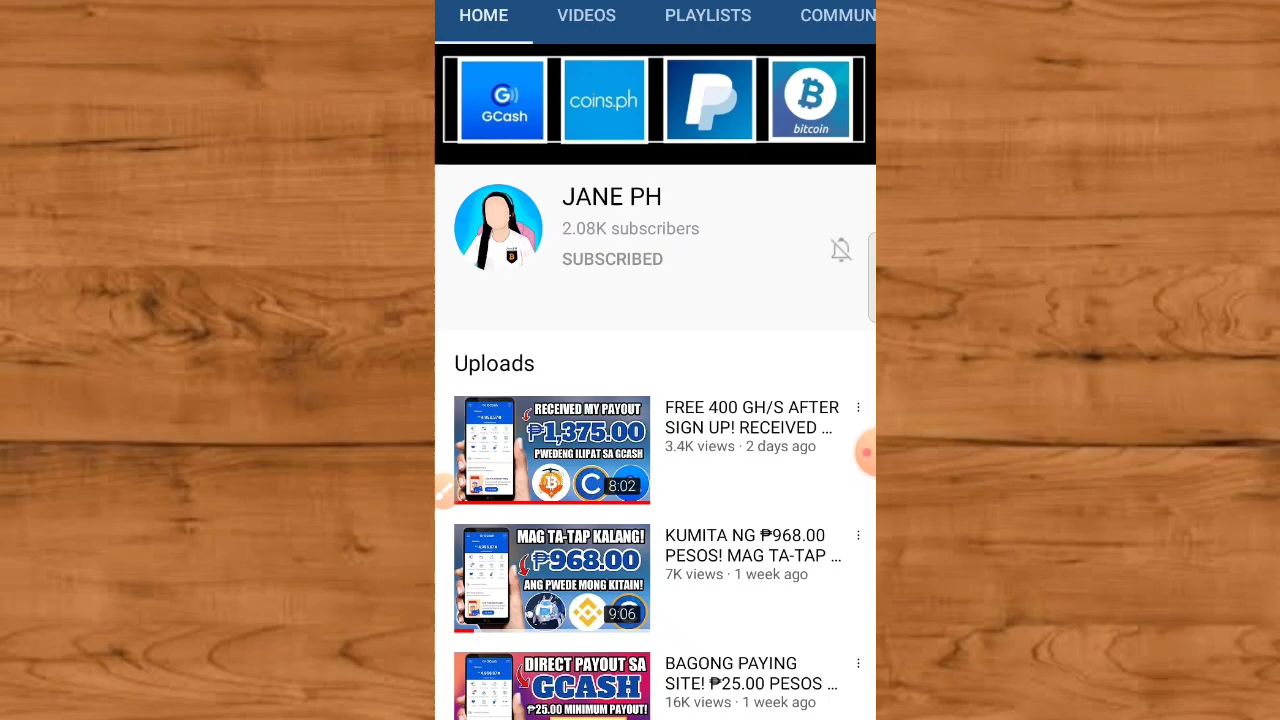 HOME VIDEOS PLAYLISTS COMMUN
GCash
coins.ph
bitcoin
JANE PH
2.08K subscribers
SUBSCRIBED
Uploads
RECEIVED MY PAYOUT
₱1,375.00
PWEDENG ILIPAT SA GCASH
8:02
FREE 400 GH/S AFTER
SIGN UP! RECEIVED ...
3.4K views · 2 days ago
MAG TA-TAP KALANG!
₱968.00
ANG PWEDE MONG KITAIN!
9:06
KUMITA NG ₱968.00
PESOS! MAG TA-TAP ...
7K views · 1 week ago
DIRECT PAYOUT SA
GCASH
₱25.00 MINIMUM PAYOUT!
BAGONG PAYING
SITE! ₱25.00 PESOS ...
16K views · 1 week ago